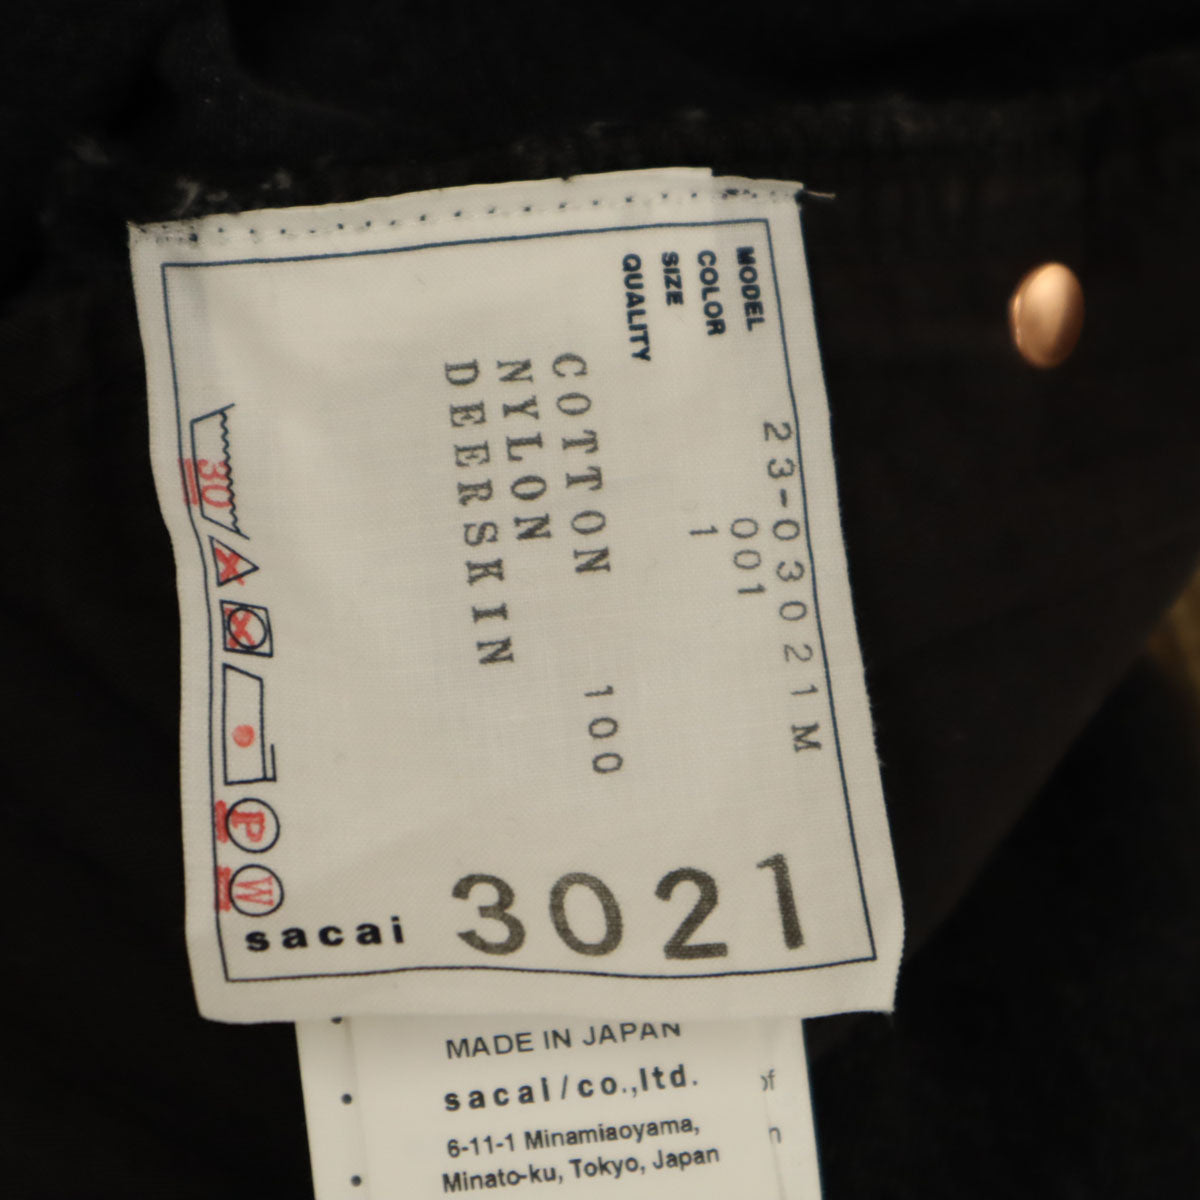 MODEL 23-03021M
COLOR 001
SIZE 1
QUALITY
COTTON 100
NYLON
DEERSKIN
30
P
W
sacai 3021
MADE IN JAPAN
sacai/co.,ltd.
of
6-11-1 Minamiaoyama,
Minato-ku, Tokyo, Japan